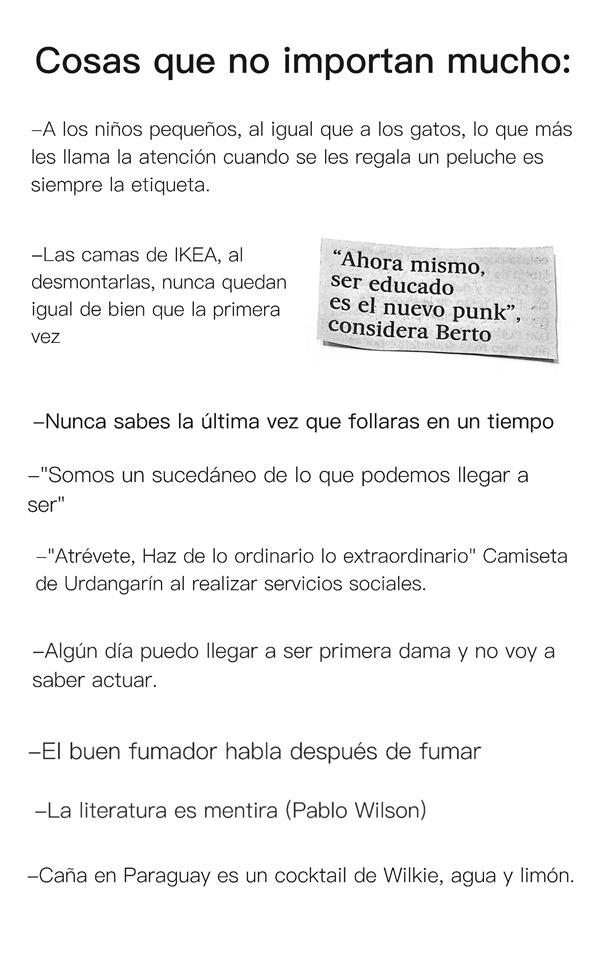 Cosas que no importan mucho:
–A los niños pequeños, al igual que a los gatos, lo que más
les llama la atención cuando se les regala un peluche es
siempre la etiqueta.
–Las camas de IKEA, al
desmontarlas, nunca quedan
igual de bien que la primera
vez
“Ahora mismo,
ser educado
es el nuevo punk”,
considera Berto
–Nunca sabes la última vez que follaras en un tiempo
–"Somos un sucedáneo de lo que podemos llegar a
ser"
–"Atrévete, Haz de lo ordinario lo extraordinario" Camiseta
de Urdangarín al realizar servicios sociales.
–Algún día puedo llegar a ser primera dama y no voy a
saber actuar.
–El buen fumador habla después de fumar
–La literatura es mentira (Pablo Wilson)
–Caña en Paraguay es un cocktail de Wilkie, agua y limón.